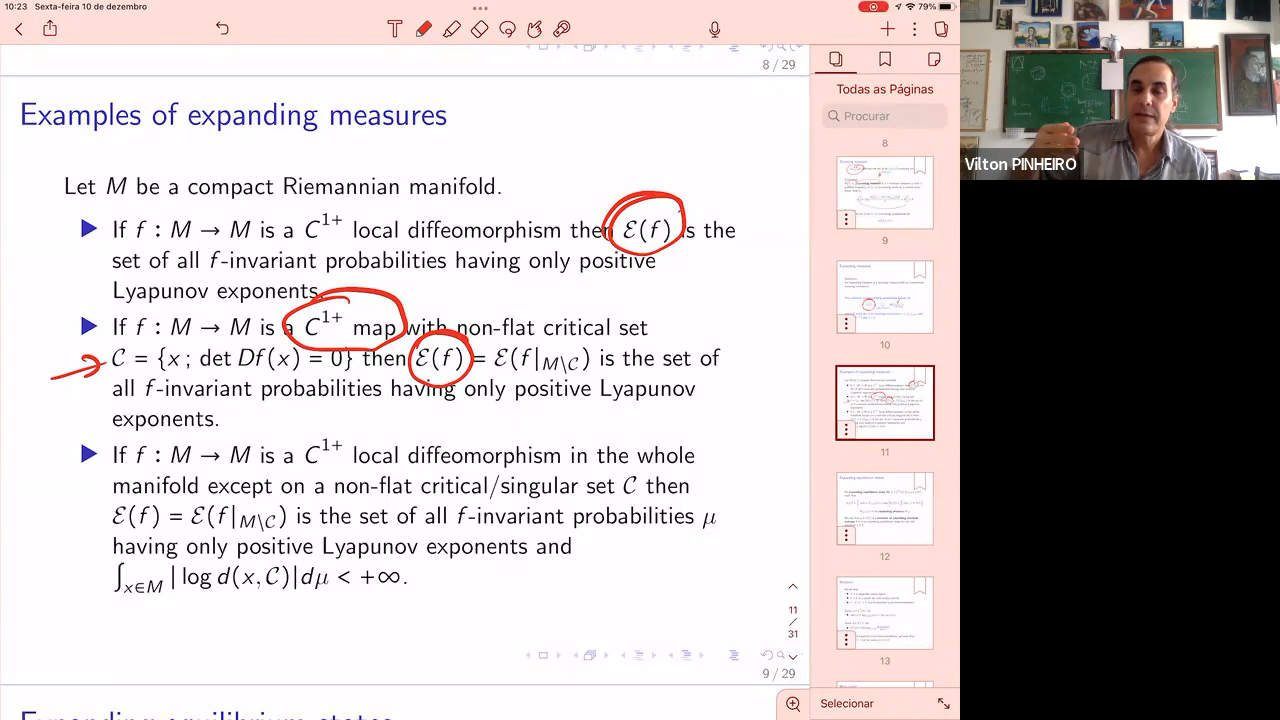 10:23 Sexta-feira 10 de dezembro
79%
8 / 29
Examples of expanding measures
Let M be a compact Riemannian manifold.
▶ If f : M → M is a C¹⁺ local diffeomorphism then ℰ(f) is the
set of all f-invariant probabilities having only positive
Lyapunov exponents.
▶ If f : M → M is a C¹⁺ map with non-flat critical set
𝒞 = {x ; det Df(x) = 0} then ℰ(f) = ℰ(f|M\𝒞) is the set of
all f-invariant probabilities having only positive Lyapunov
exponents.
▶ If f : M → M is a C¹⁺ local diffeomorphism in the whole
manifold except on a non-flat critical/singular set 𝒞 then
ℰ(f) = ℰ(f|M\𝒞) is the set of all f-invariant probabilities μ
having only positive Lyapunov exponents and
∫x∈M | log d(x, 𝒞)|dμ < +∞.
11
/
31
9 / 29
Todas as Páginas
Procurar
8
9
10
11
12
13
Selecionar
Vilton PINHEIRO